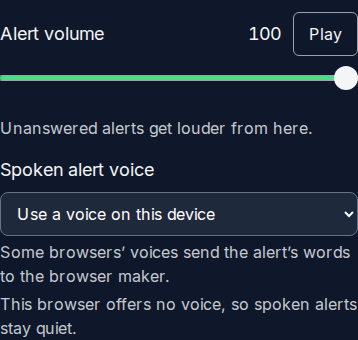 Alert volume 100 Play
Unanswered alerts get louder from here.
Spoken alert voice
Use a voice on this device
Some browsers’ voices send the alert’s words
to the browser maker.
This browser offers no voice, so spoken alerts
stay quiet.